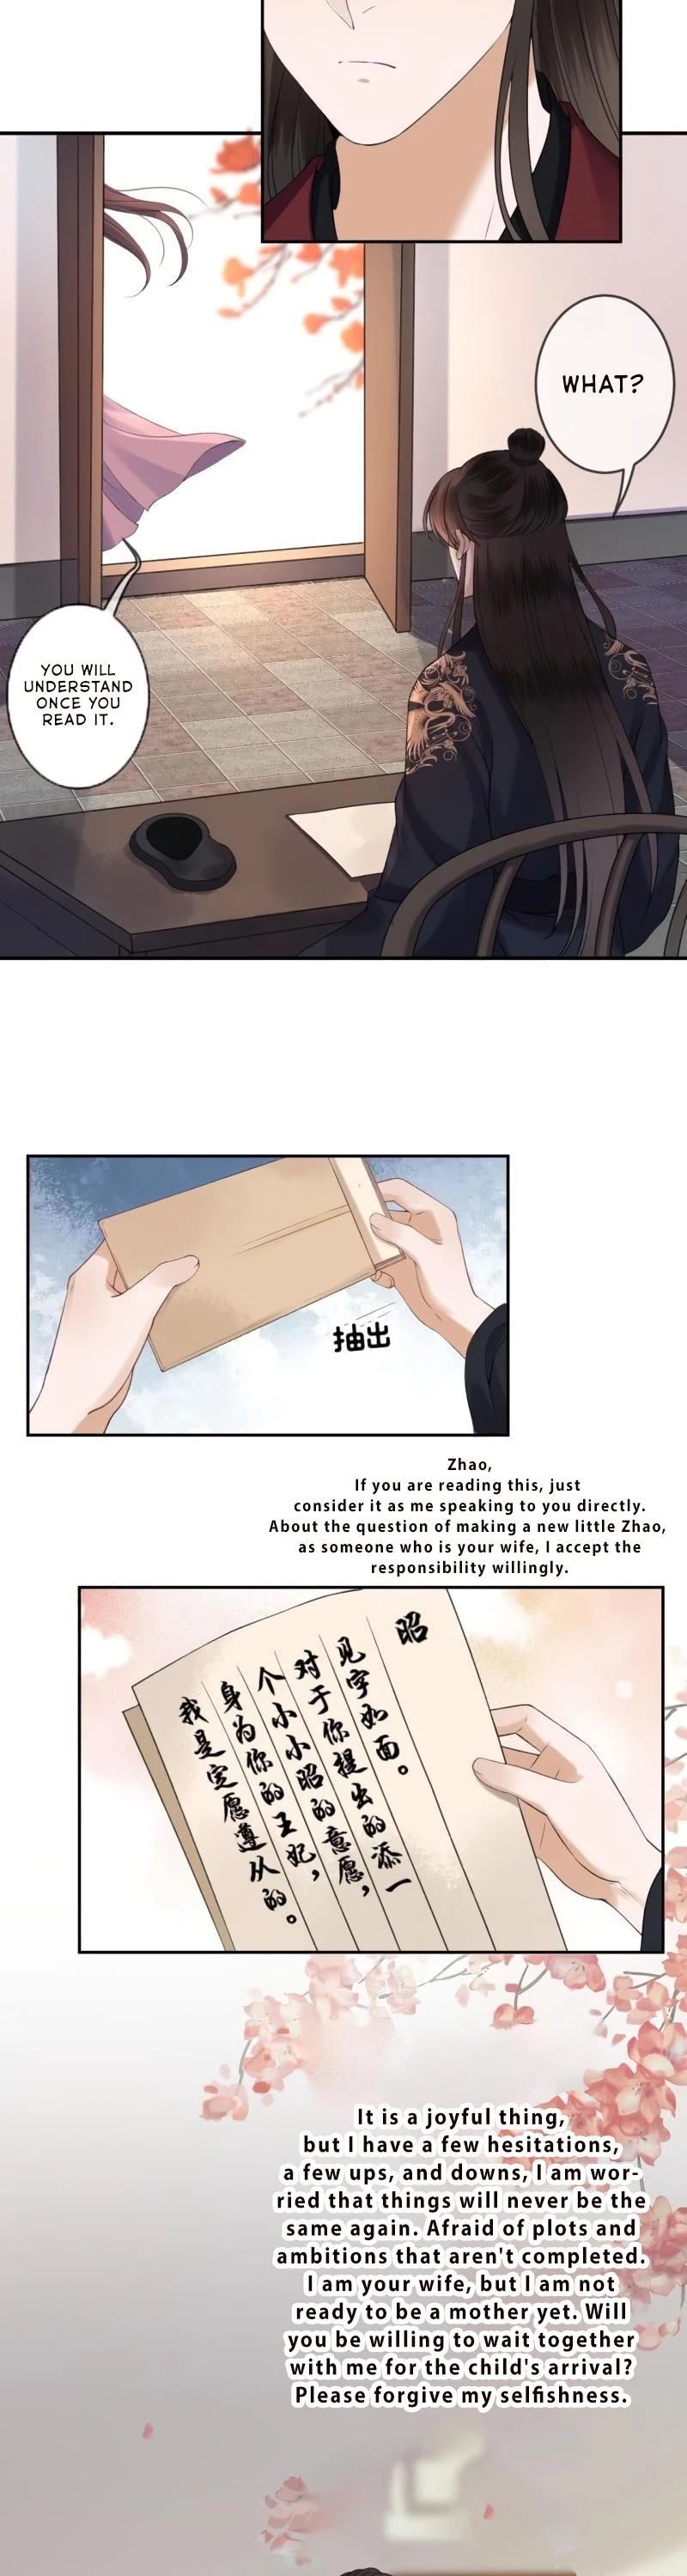 WHAT?
YOU WILL
UNDERSTAND
ONCE YOU
READ IT.
抽出
Zhao,
If you are reading this, just
consider it as me speaking to you directly.
About the question of making a new little Zhao,
as someone who is your wife, I accept the
responsibility willingly.
昭
见字如面。
对于你提出的添一
个小小昭的意愿,
身为你的王妃,
我是定愿遵从的。
It is a joyful thing,
but I have a few hesitations,
a few ups, and downs, I am wor-
ried that things will never be the
same again. Afraid of plots and
ambitions that aren't completed.
I am your wife, but I am not
ready to be a mother yet. Will
you be willing to wait together
with me for the child's arrival?
Please forgive my selfishness.